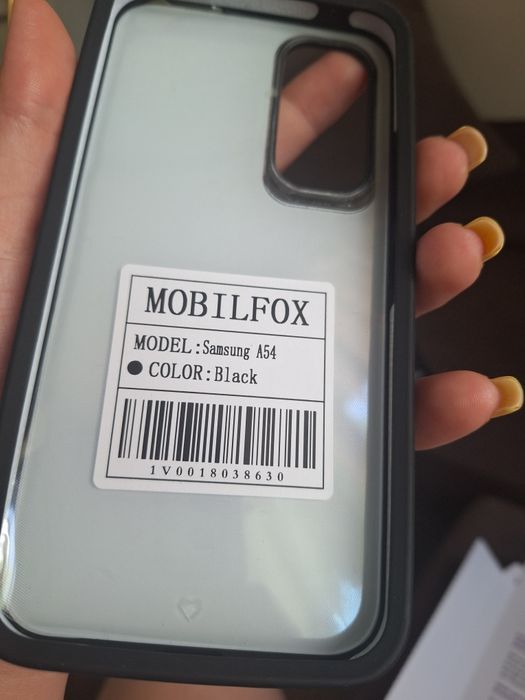 MOBILFOX
MODEL:Samsung A54
COLOR:Black
1V0018038630